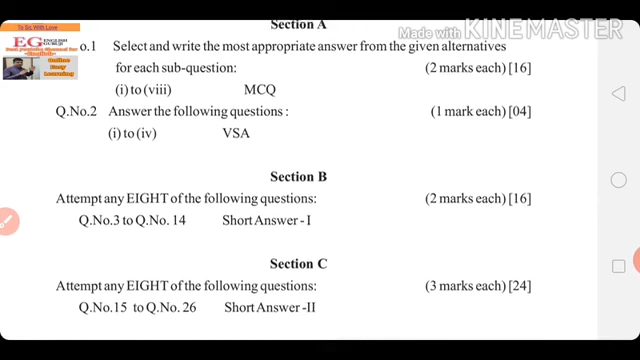 Section A
To Sir, With Love
Made with KINEMASTER
EG ENGLISH GURUJI
Online Easy Learning
o.1 Select and write the most appropriate answer from the given alternatives
for each sub-question: (2 marks each) [16]
(i) to (viii) MCQ
Q.No.2 Answer the following questions : (1 mark each) [04]
(i) to (iv) VSA
Section B
Attempt any EIGHT of the following questions: (2 marks each) [16]
Q.No.3 to Q.No. 14 Short Answer - I
Section C
Attempt any EIGHT of the following questions: (3 marks each) [24]
Q.No.15 to Q.No. 26 Short Answer -II